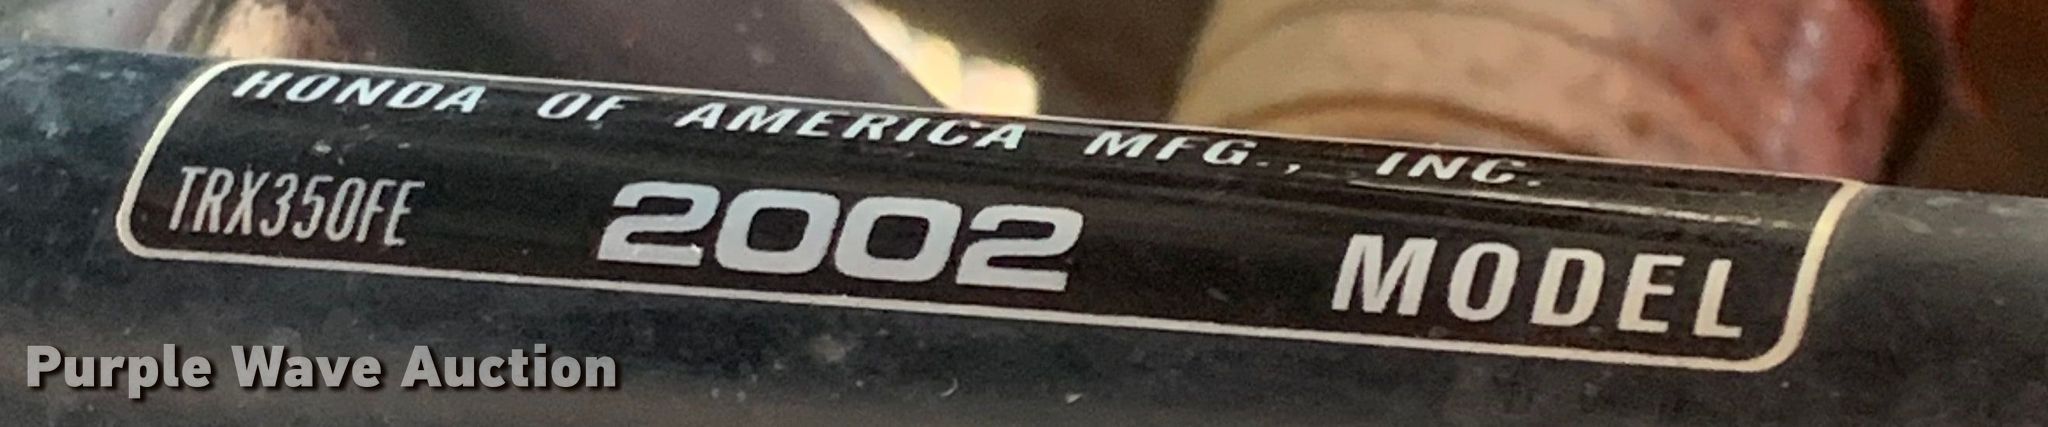 HONDA OF AMERICA MFG., INC.
TRX350FE 2002 MODEL
Purple Wave Auction